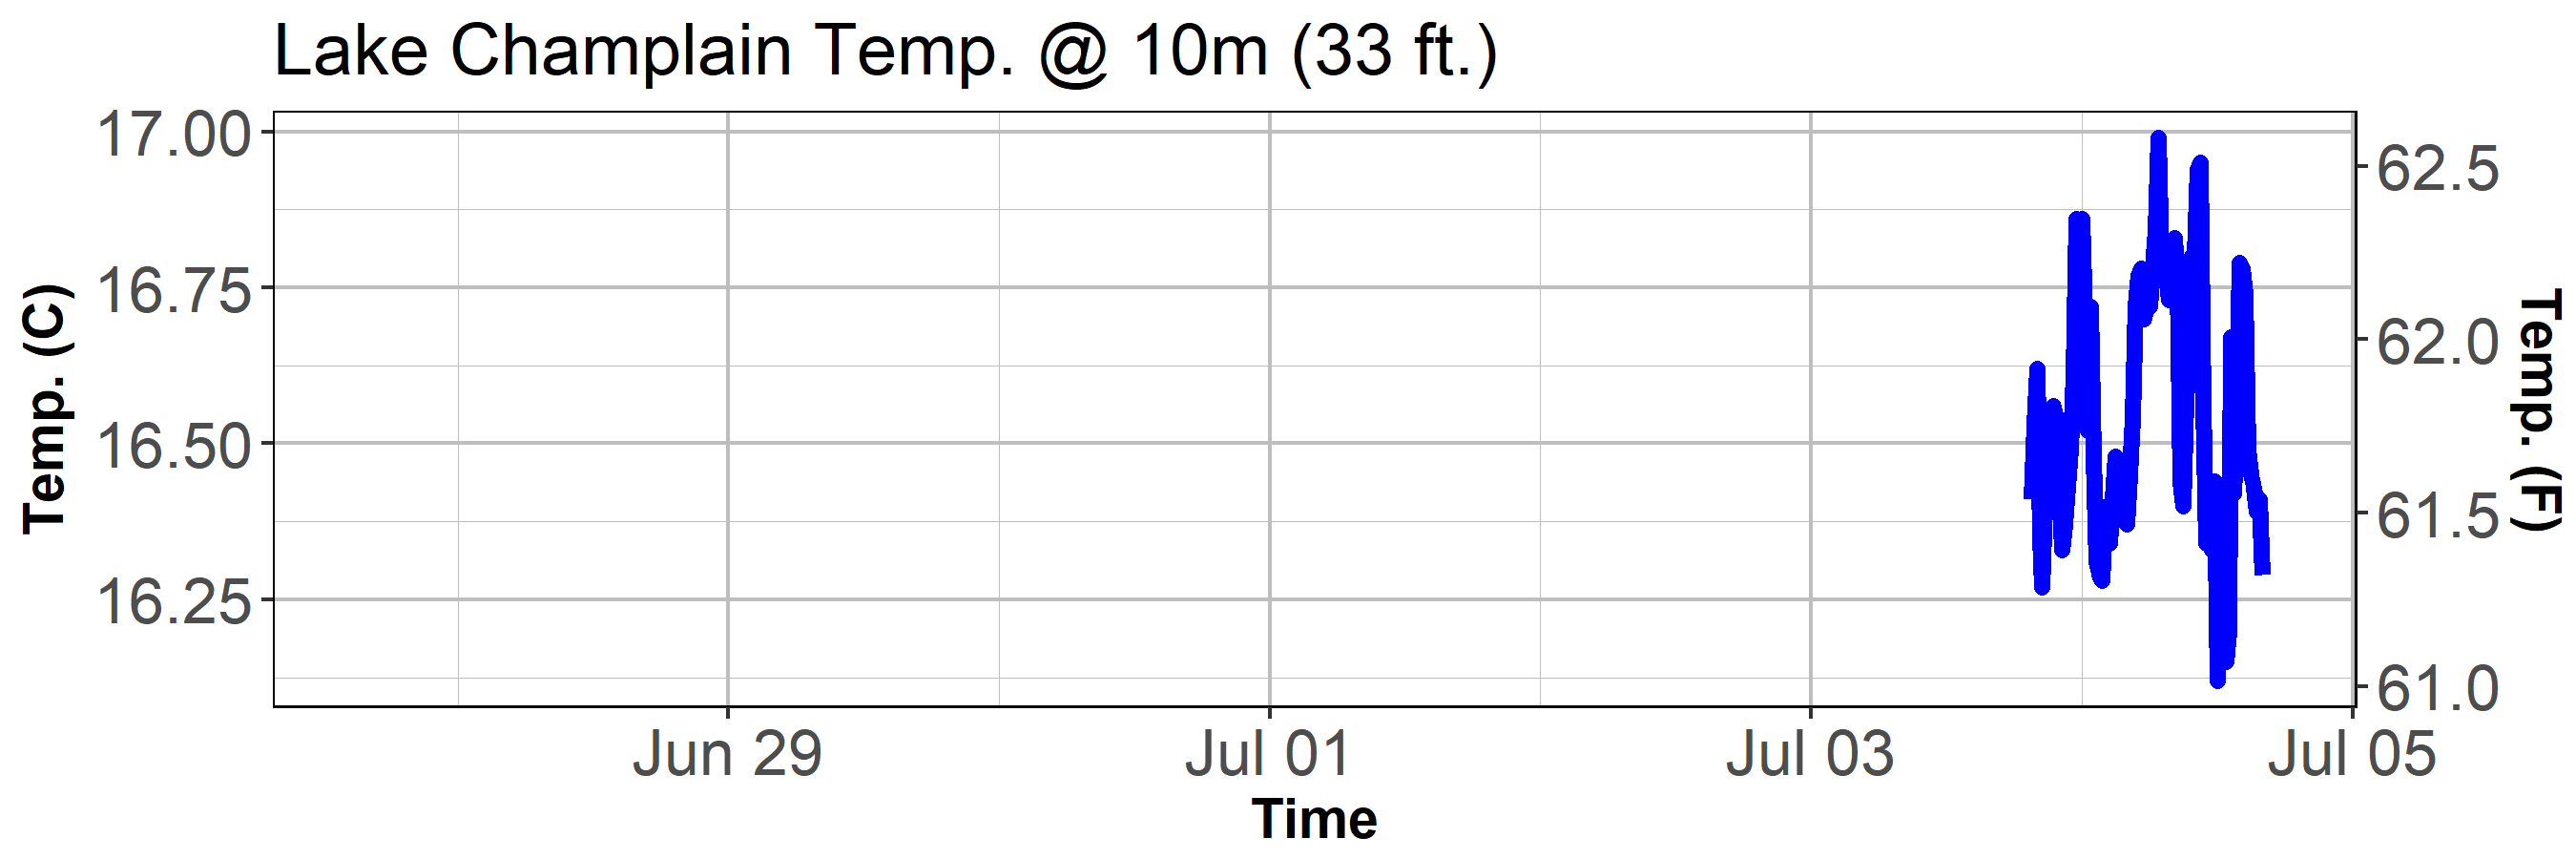 Lake Champlain Temp. @ 10m (33 ft.)
17.00
16.75
16.50
16.25
Temp. (C)
62.5
62.0
61.5
61.0
Temp. (F)
Jun 29
Jul 01
Jul 03
Jul 05
Time